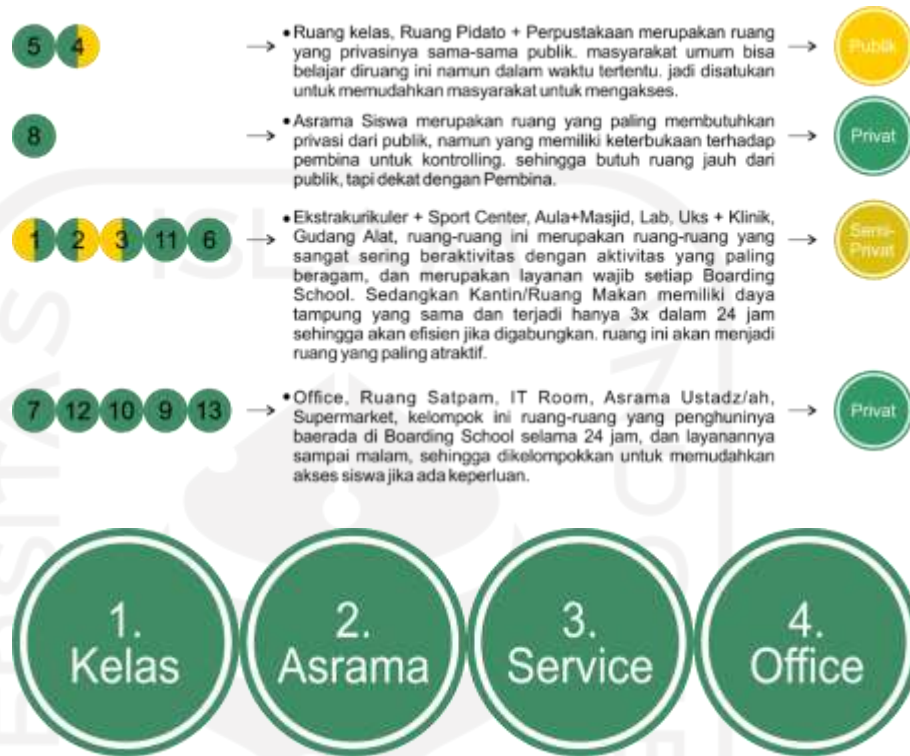 5 4
• Ruang kelas, Ruang Pidato + Perpustakaan merupakan ruang
yang privasinya sama-sama publik. masyarakat umum bisa
belajar diruang ini namun dalam waktu tertentu. jadi disatukan
untuk memudahkan masyarakat untuk mengakses.
Publik
8
• Asrama Siswa merupakan ruang yang paling membutuhkan
privasi dari publik, namun yang memiliki keterbukaan terhadap
pembina untuk kontrolling. sehingga butuh ruang jauh dari
publik, tapi dekat dengan Pembina.
Privat
1 2 3 11 6
• Ekstrakurikuler + Sport Center, Aula+Masjid, Lab, Uks + Klinik,
Gudang Alat, ruang-ruang ini merupakan ruang-ruang yang
sangat sering beraktivitas dengan aktivitas yang paling
beragam, dan merupakan layanan wajib setiap Boarding
School. Sedangkan Kantin/Ruang Makan memiliki daya
tampung yang sama dan terjadi hanya 3x dalam 24 jam
sehingga akan efisien jika digabungkan. ruang ini akan menjadi
ruang yang paling atraktif.
Semi-
Privat
7 12 10 9 13
• Office, Ruang Satpam, IT Room, Asrama Ustadz/ah,
Supermarket, kelompok ini ruang-ruang yang penghuninya
baerada di Boarding School selama 24 jam, dan layanannya
sampai malam, sehingga dikelompokkan untuk memudahkan
akses siswa jika ada keperluan.
Privat
1.
Kelas
2.
Asrama
3.
Service
4.
Office